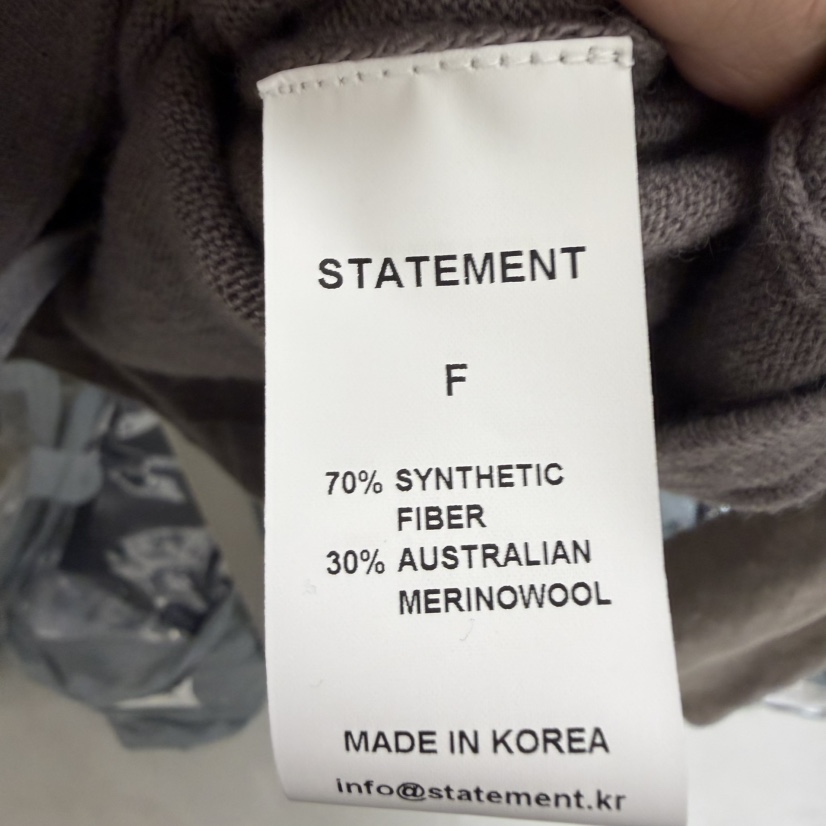 STATEMENT
F
70% SYNTHETIC
FIBER
30% AUSTRALIAN
MERINOWOOL
MADE IN KOREA
info@statement.kr